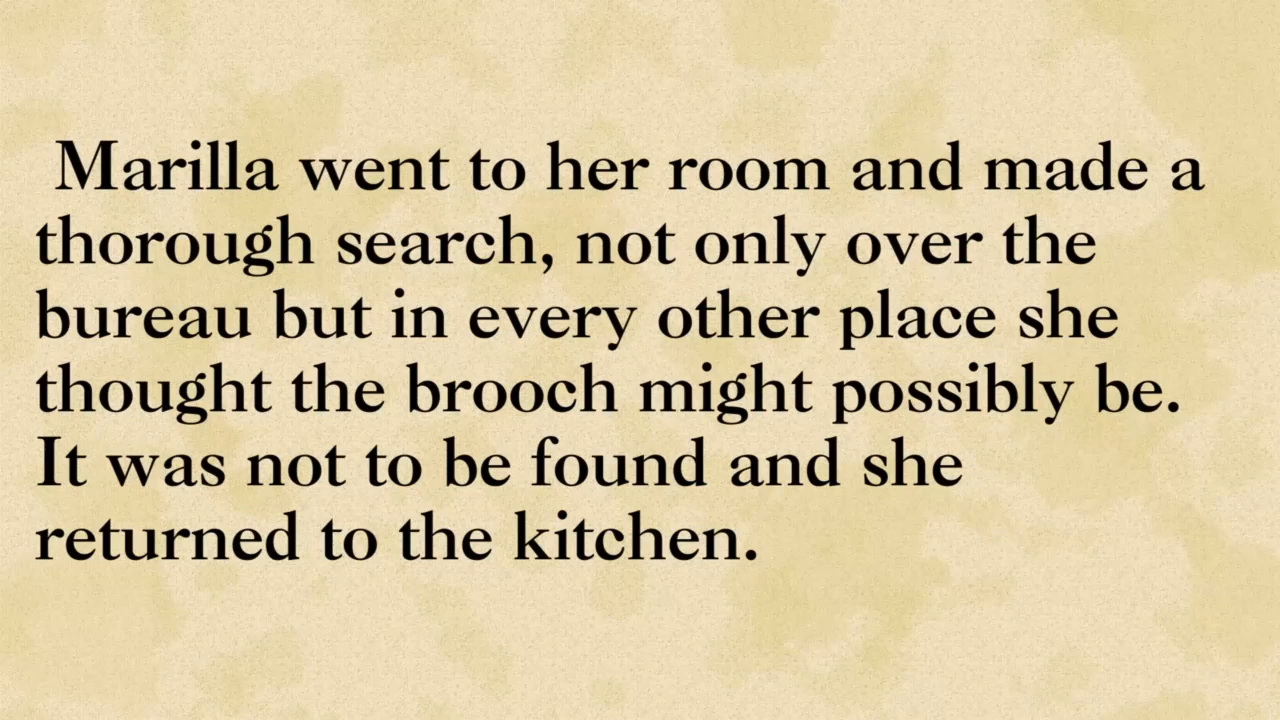 Marilla went to her room and made a
thorough search, not only over the
bureau but in every other place she
thought the brooch might possibly be.
It was not to be found and she
returned to the kitchen.